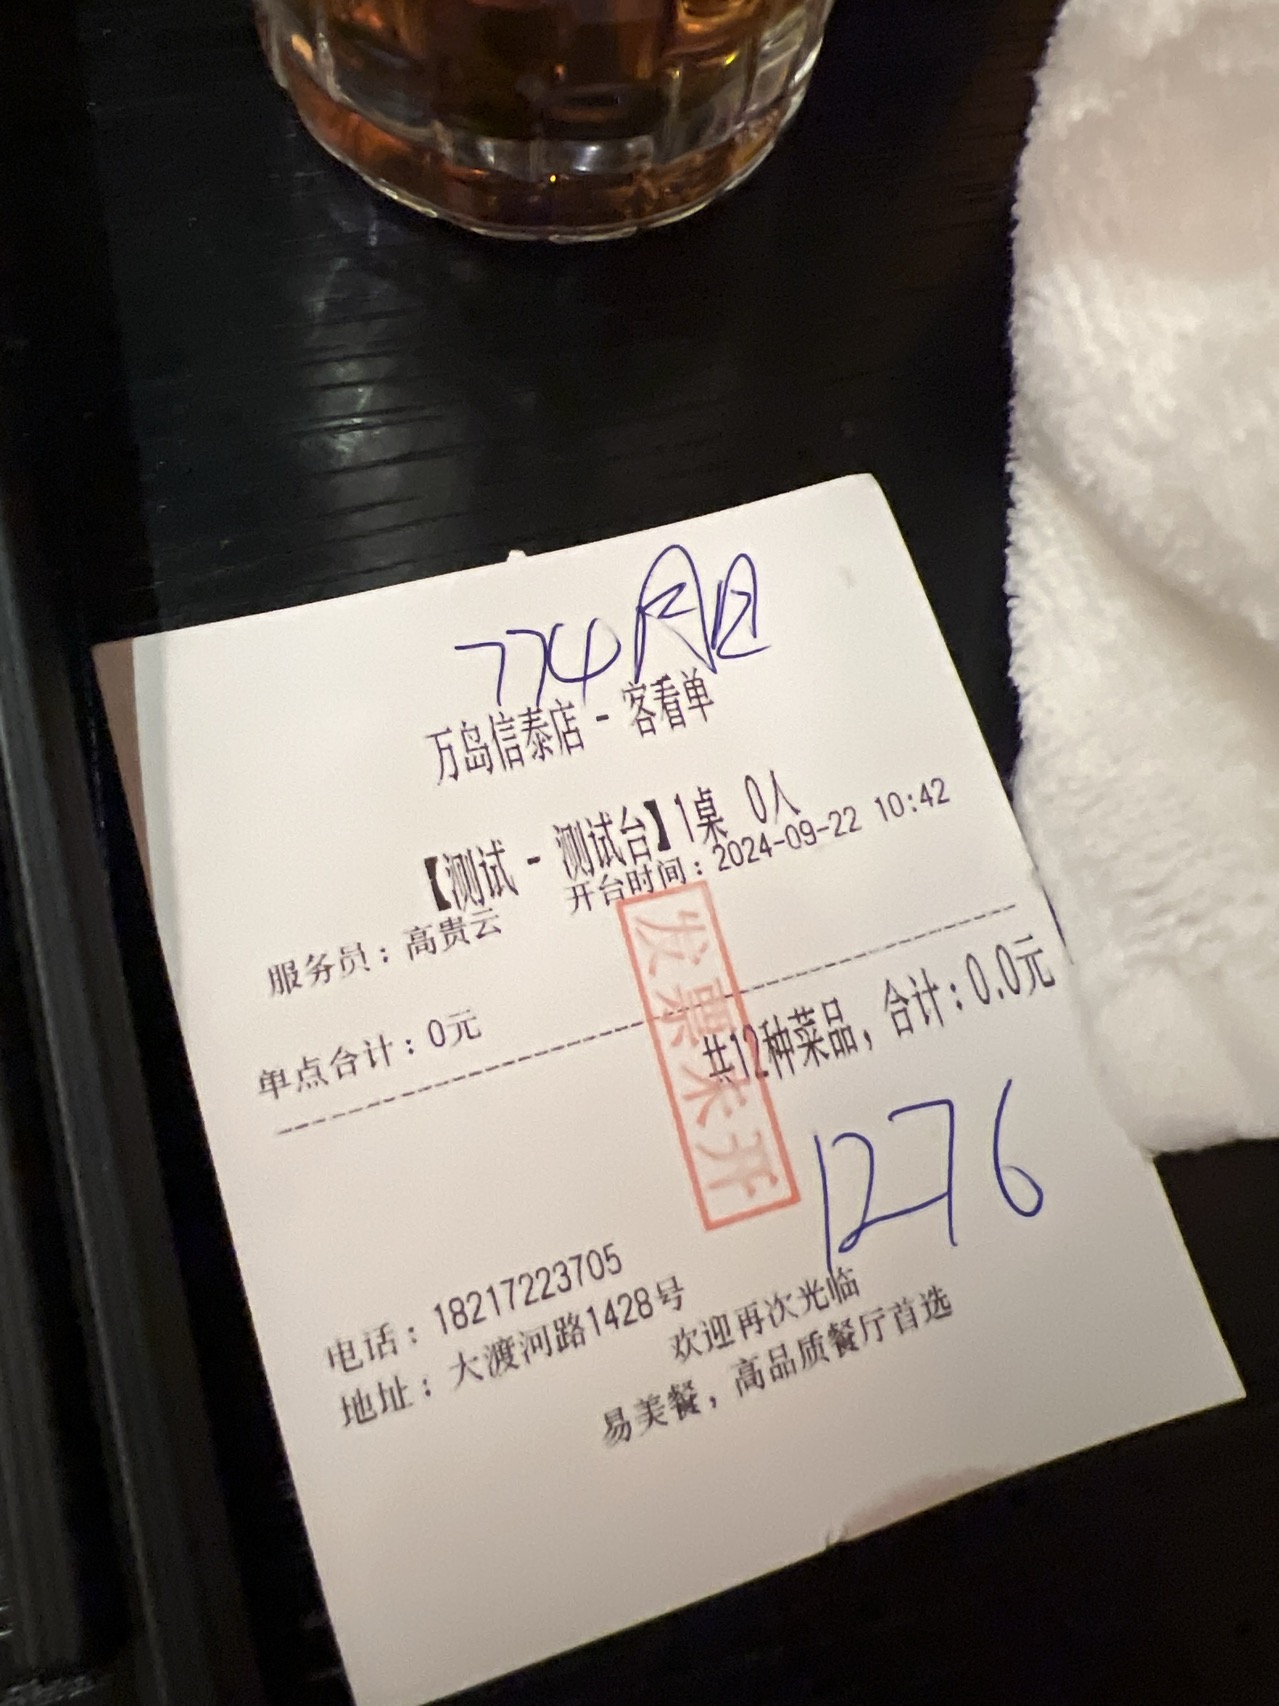 774
万岛信泰店 - 客看单
【测试 - 测试台】1桌 0人
服务员：高贵云 开台时间：2024-09-22 10:42
单点合计：0元
共12种菜品，合计：0.0元
发票未开
1276
电话：18217223705
地址：大渡河路1428号
欢迎再次光临
易美餐，高品质餐厅首选